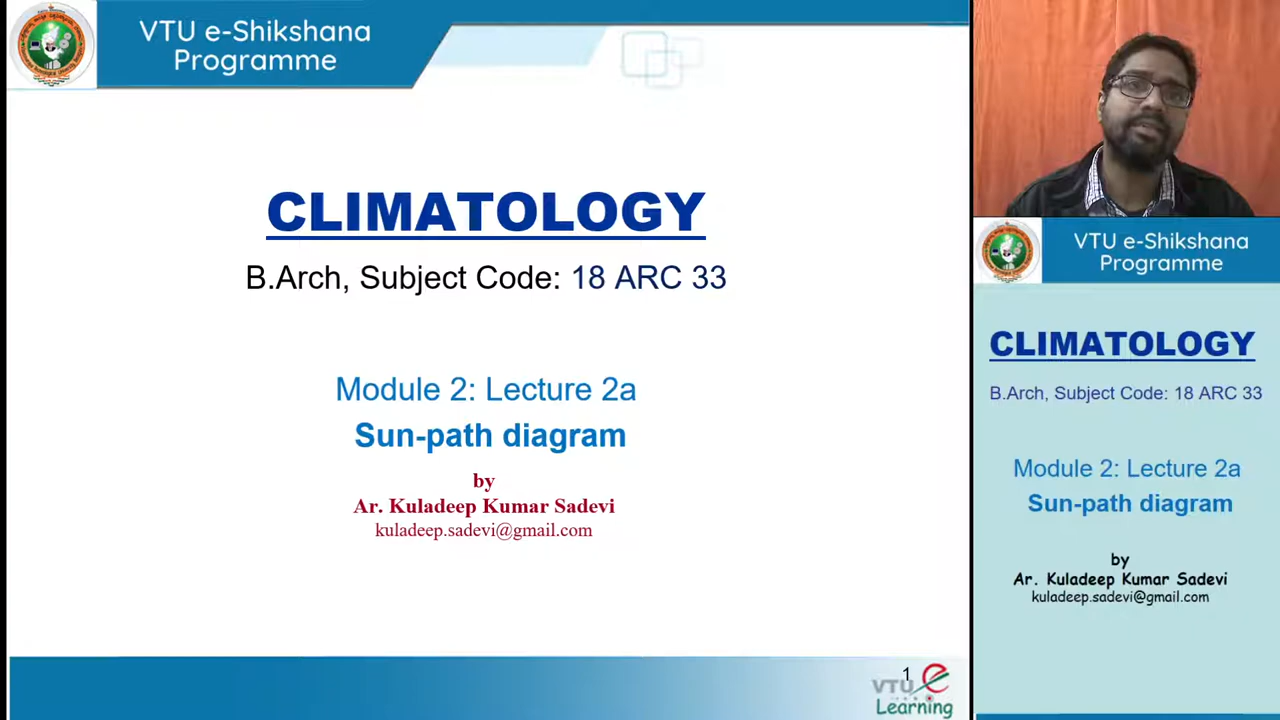 VTU e-Shikshana
Programme
CLIMATOLOGY
B.Arch, Subject Code: 18 ARC 33
Module 2: Lecture 2a
Sun-path diagram
by
Ar. Kuladeep Kumar Sadevi
kuladeep.sadevi@gmail.com
1
VTU e
Learning
VTU e-Shikshana
Programme
CLIMATOLOGY
B.Arch, Subject Code: 18 ARC 33
Module 2: Lecture 2a
Sun-path diagram
by
Ar. Kuladeep Kumar Sadevi
kuladeep.sadevi@gmail.com